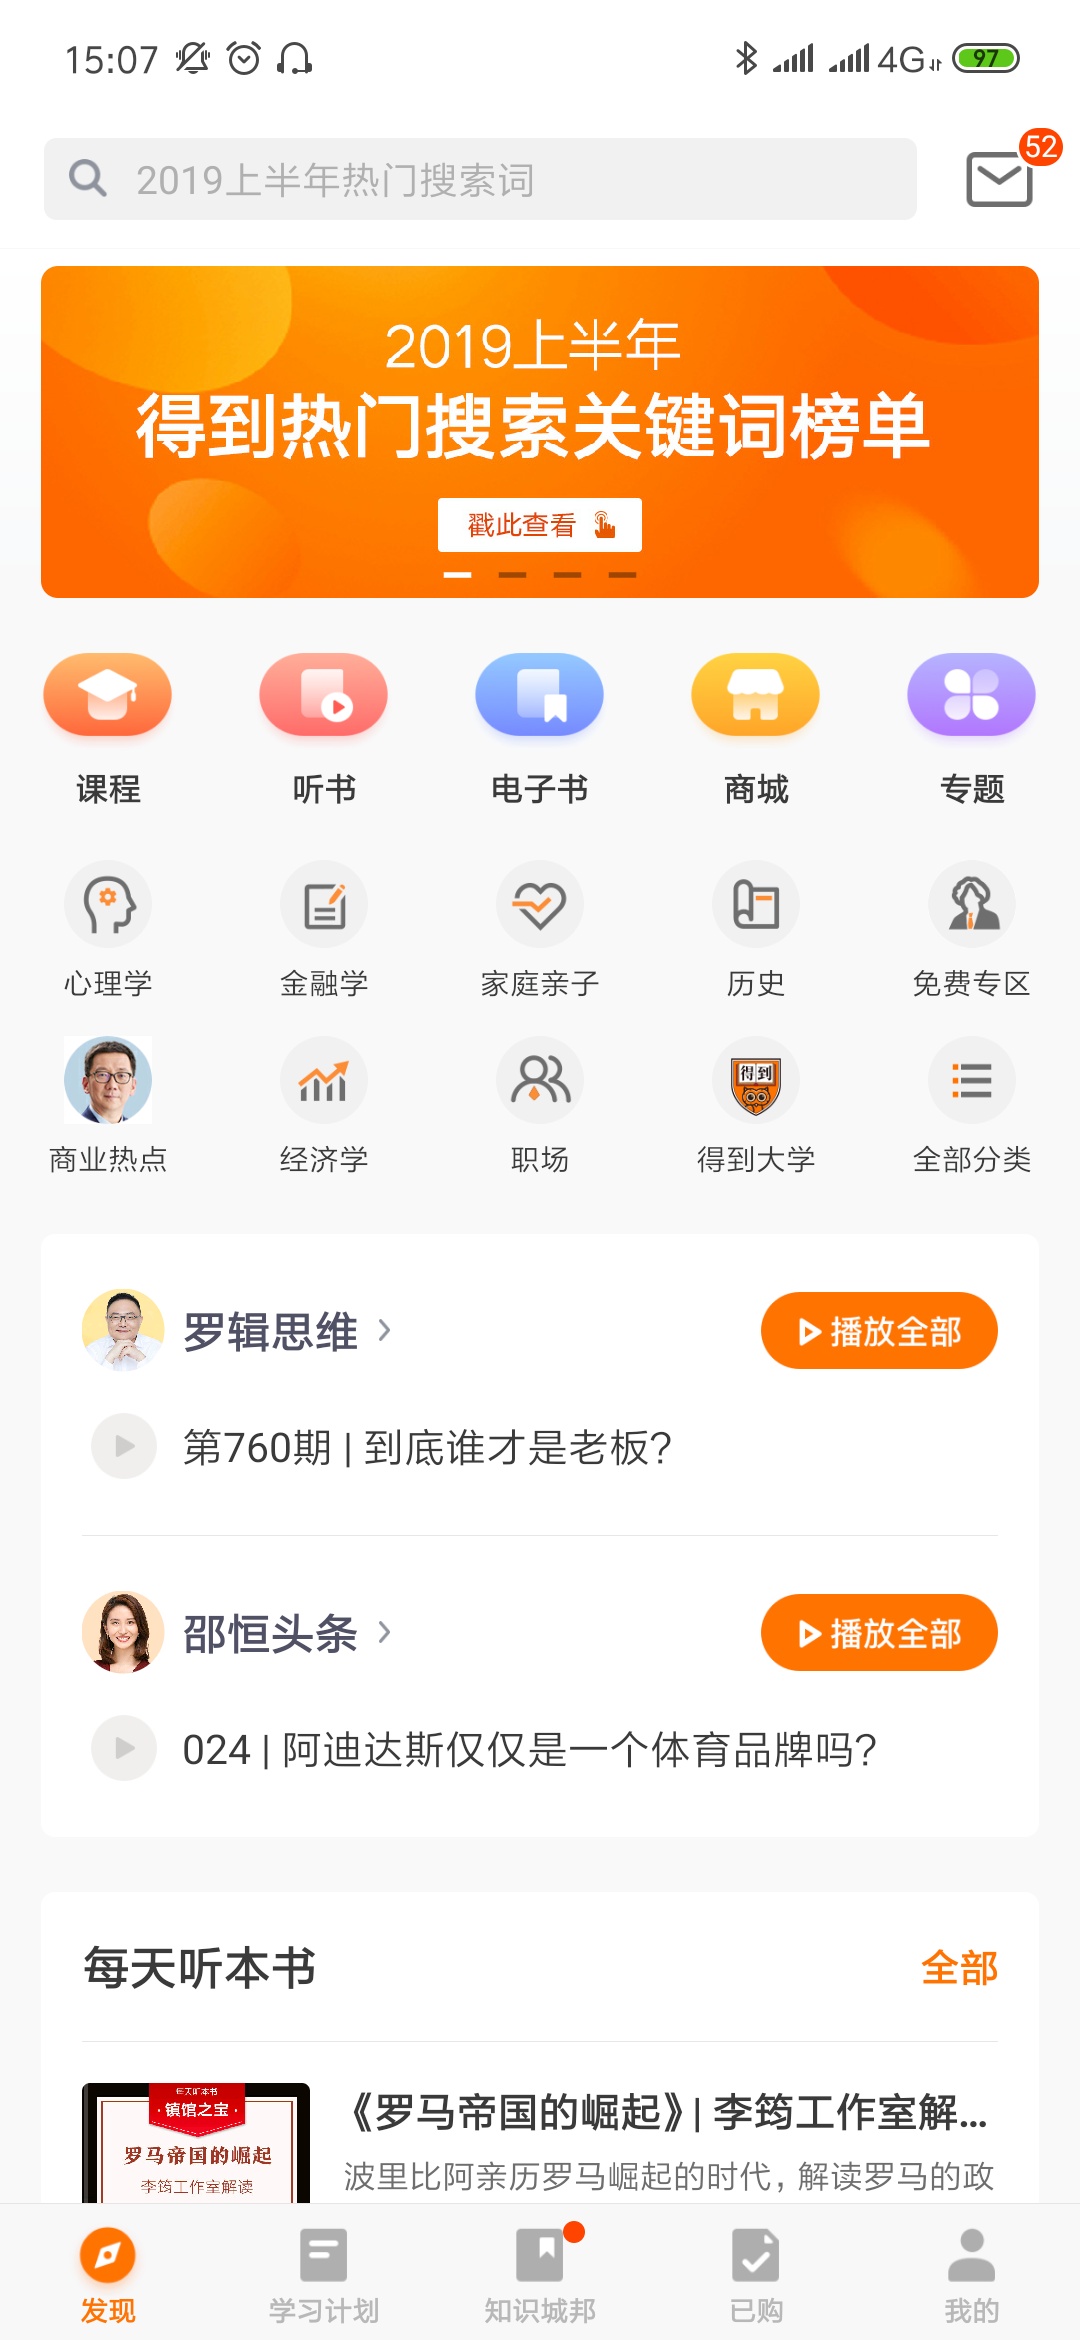 15:07
4G
97
2019上半年热门搜索词
52
2019上半年
得到热门搜索关键词榜单
戳此查看
课程
听书
电子书
商城
专题
心理学
金融学
家庭亲子
历史
免费专区
得到
商业热点
经济学
职场
得到大学
全部分类
罗辑思维
播放全部
第760期 | 到底谁才是老板?
邵恒头条
播放全部
024 | 阿迪达斯仅仅是一个体育品牌吗?
每天听本书
全部
每天听本书
·镇馆之宝·
罗马帝国的崛起
李筠工作室解读
《罗马帝国的崛起》| 李筠工作室解...
波里比阿亲历罗马崛起的时代，解读罗马的政
发现
学习计划
知识城邦
已购
我的